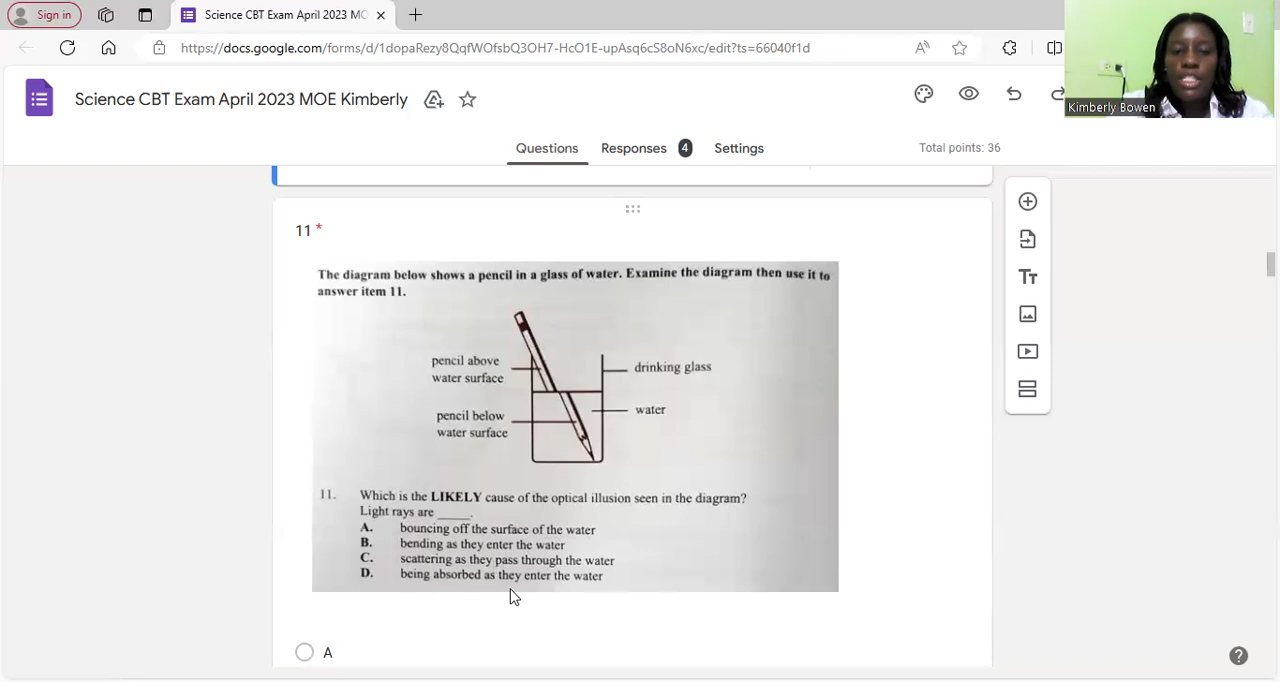 Sign in
Science CBT Exam April 2023 MO
https://docs.google.com/forms/d/1dopaRezy8QqfWOfsbQ3OH7-HcO1E-upAsq6cS8oN6xc/edit?ts=66040f1d
Kimberly Bowen
Science CBT Exam April 2023 MOE Kimberly
Questions
Responses 4
Settings
Total points: 36
11 *
The diagram below shows a pencil in a glass of water. Examine the diagram then use it to
answer item 11.
pencil above
water surface
drinking glass
pencil below
water surface
water
11. Which is the LIKELY cause of the optical illusion seen in the diagram?
Light rays are _____.
A. bouncing off the surface of the water
B. bending as they enter the water
C. scattering as they pass through the water
D. being absorbed as they enter the water
A